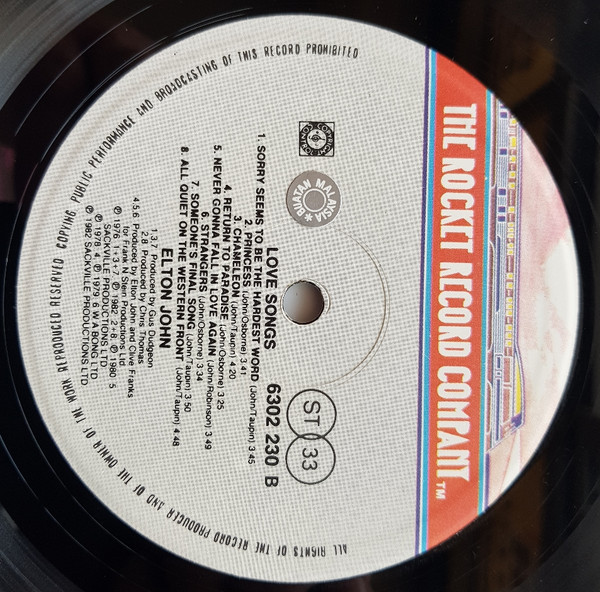 THE ROCKET RECORD COMPANY™
COPYRIGHT CONTROL
BUATAN MALAYSIA *
ST 33
LOVE SONGS 6302 230 B
1. SORRY SEEMS TO BE THE HARDEST WORD (John/Taupin) 3.45
2. PRINCESS (John/Osborne) 3.41
3. CHAMELEON (John/Taupin) 4.20
4. RETURN TO PARADISE (John/Osborne) 3.25
5. NEVER GONNA FALL IN LOVE AGAIN (John/Robinson) 3.49
6. STRANGERS (John/Osborne) 3.34
7. SOMEONE'S FINAL SONG (John/Taupin) 3.50
8. ALL QUIET ON THE WESTERN FRONT (John/Taupin) 4.48
ELTON JOHN
1.3.7. Produced by Gus Dudgeon
2.8. Produced by Chris Thomas
4.5.6 Produced by Elton John and Clive Franks
for Frank N Stern Productions Ltd
℗ 1976 1+3+7. ℗ 1982 2+8. ℗ 1980 5
SACKVILLE PRODUCTIONS LTD
℗ 1978 4, ℗ 1979 6 W A BONG LTD
℗ 1982 SACKVILLE PRODUCTIONS LTD
ALL RIGHTS OF THE RECORD PRODUCER AND OF THE OWNER OF THE WORK REPRODUCED RESERVED COPYING PUBLIC PERFORMANCE AND BROADCASTING OF THIS RECORD PROHIBITED